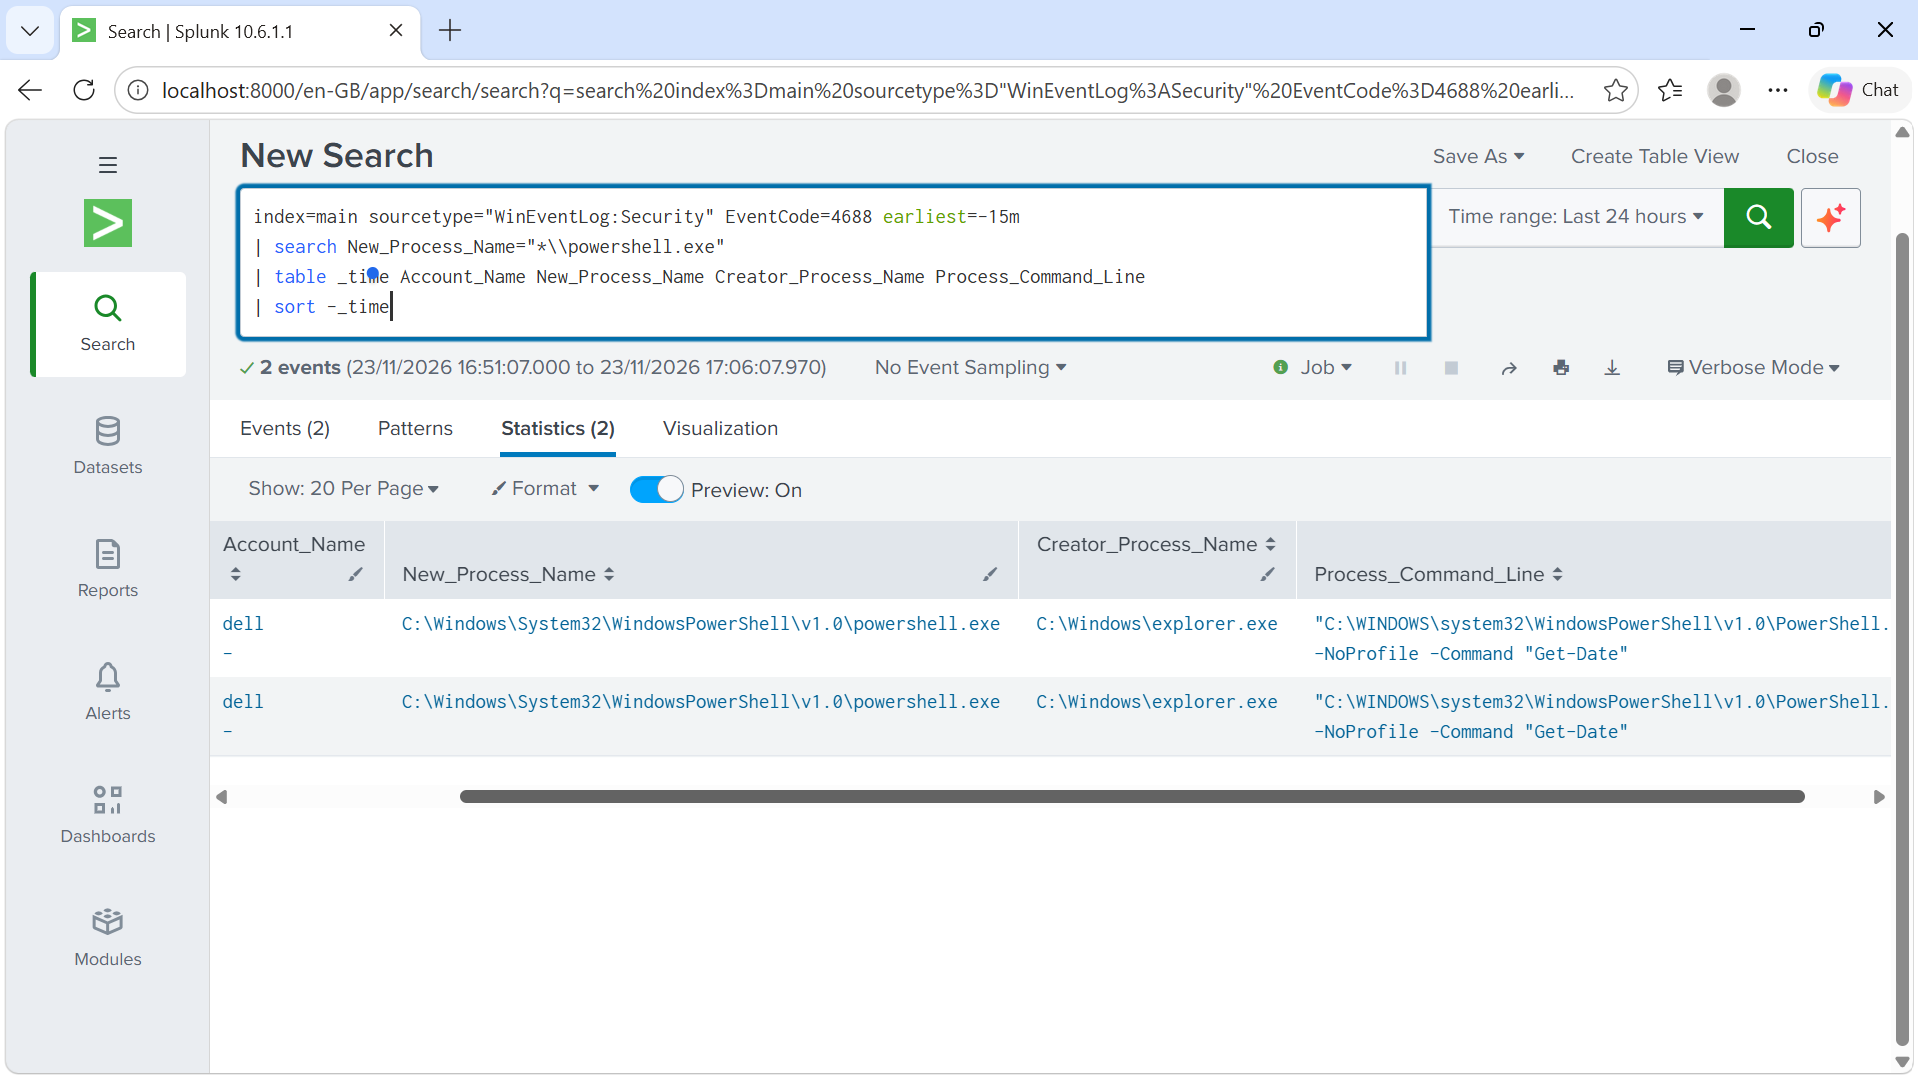 Search | Splunk 10.6.1.1
localhost:8000/en-GB/app/search/search?q=search%20index%3Dmain%20sourcetype%3D"WinEventLog%3ASecurity"%20EventCode%3D4688%20earli...
Chat
New Search
Save As
Create Table View
Close
index=main sourcetype="WinEventLog:Security" EventCode=4688 earliest=-15m
| search New_Process_Name="*\\powershell.exe"
| table _time Account_Name New_Process_Name Creator_Process_Name Process_Command_Line
| sort -_time
Time range: Last 24 hours
2 events (23/11/2026 16:51:07.000 to 23/11/2026 17:06:07.970)
No Event Sampling
Job
Verbose Mode
Search
Datasets
Reports
Alerts
Dashboards
Modules
Events (2)
Patterns
Statistics (2)
Visualization
Show: 20 Per Page
Format
Preview: On
Account_Name
New_Process_Name
Creator_Process_Name
Process_Command_Line
dell
-
C:\Windows\System32\WindowsPowerShell\v1.0\powershell.exe
C:\Windows\explorer.exe
"C:\WINDOWS\system32\WindowsPowerShell\v1.0\PowerShell.
-NoProfile -Command "Get-Date"
dell
-
C:\Windows\System32\WindowsPowerShell\v1.0\powershell.exe
C:\Windows\explorer.exe
"C:\WINDOWS\system32\WindowsPowerShell\v1.0\PowerShell.
-NoProfile -Command "Get-Date"